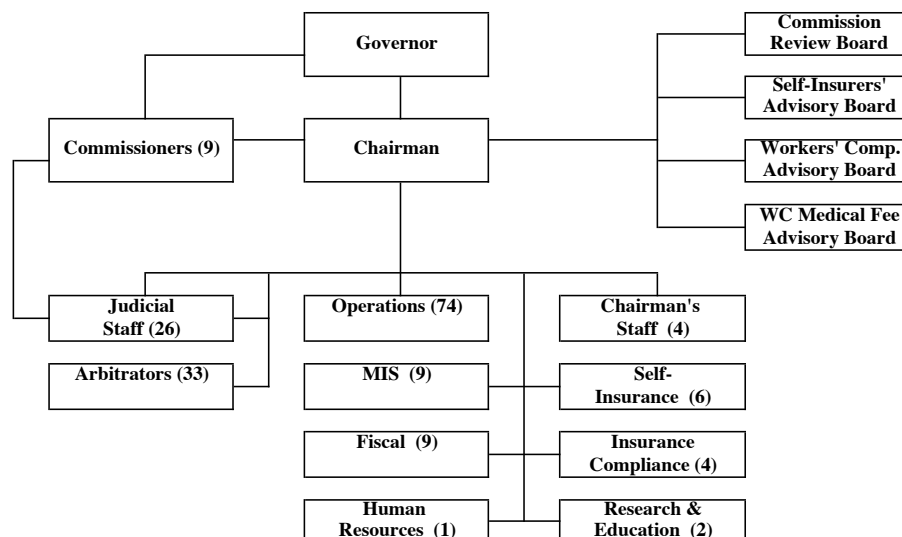 Governor
Commission
Review Board
Self-Insurers'
Advisory Board
Commissioners (9)
Chairman
Workers' Comp.
Advisory Board
WC Medical Fee
Advisory Board
Judicial
Staff (26)
Operations (74)
Chairman's
Staff (4)
Arbitrators (33)
MIS (9)
Self-
Insurance (6)
Fiscal (9)
Insurance
Compliance (4)
Human
Resources (1)
Research &
Education (2)